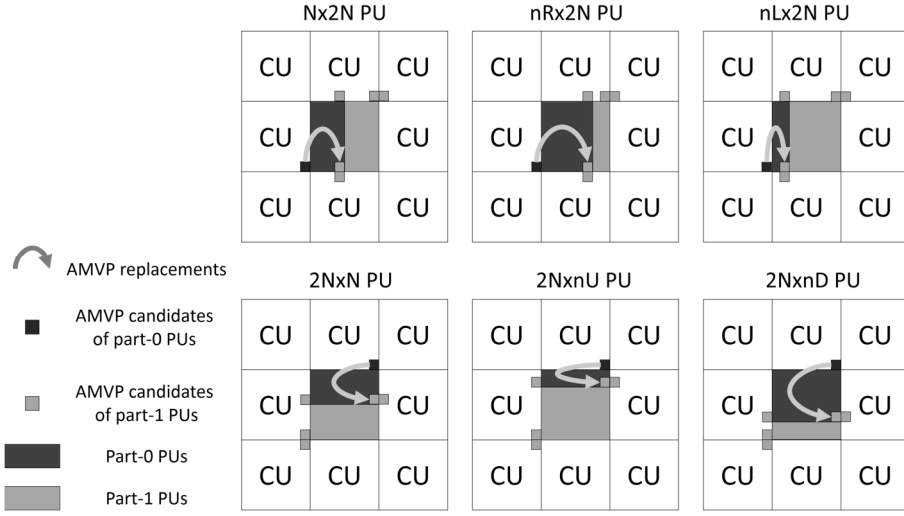 Nx2N PU
nRx2N PU
nLx2N PU
CU CU CU
CU CU
CU CU CU
CU CU CU
CU CU
CU CU CU
CU CU CU
CU CU
CU CU CU
AMVP replacements
AMVP candidates
of part-0 PUs
AMVP candidates
of part-1 PUs
Part-0 PUs
Part-1 PUs
2NxN PU
2NxnU PU
2NxnD PU
CU CU CU
CU CU
CU CU CU
CU CU CU
CU CU
CU CU CU
CU CU CU
CU CU
CU CU CU